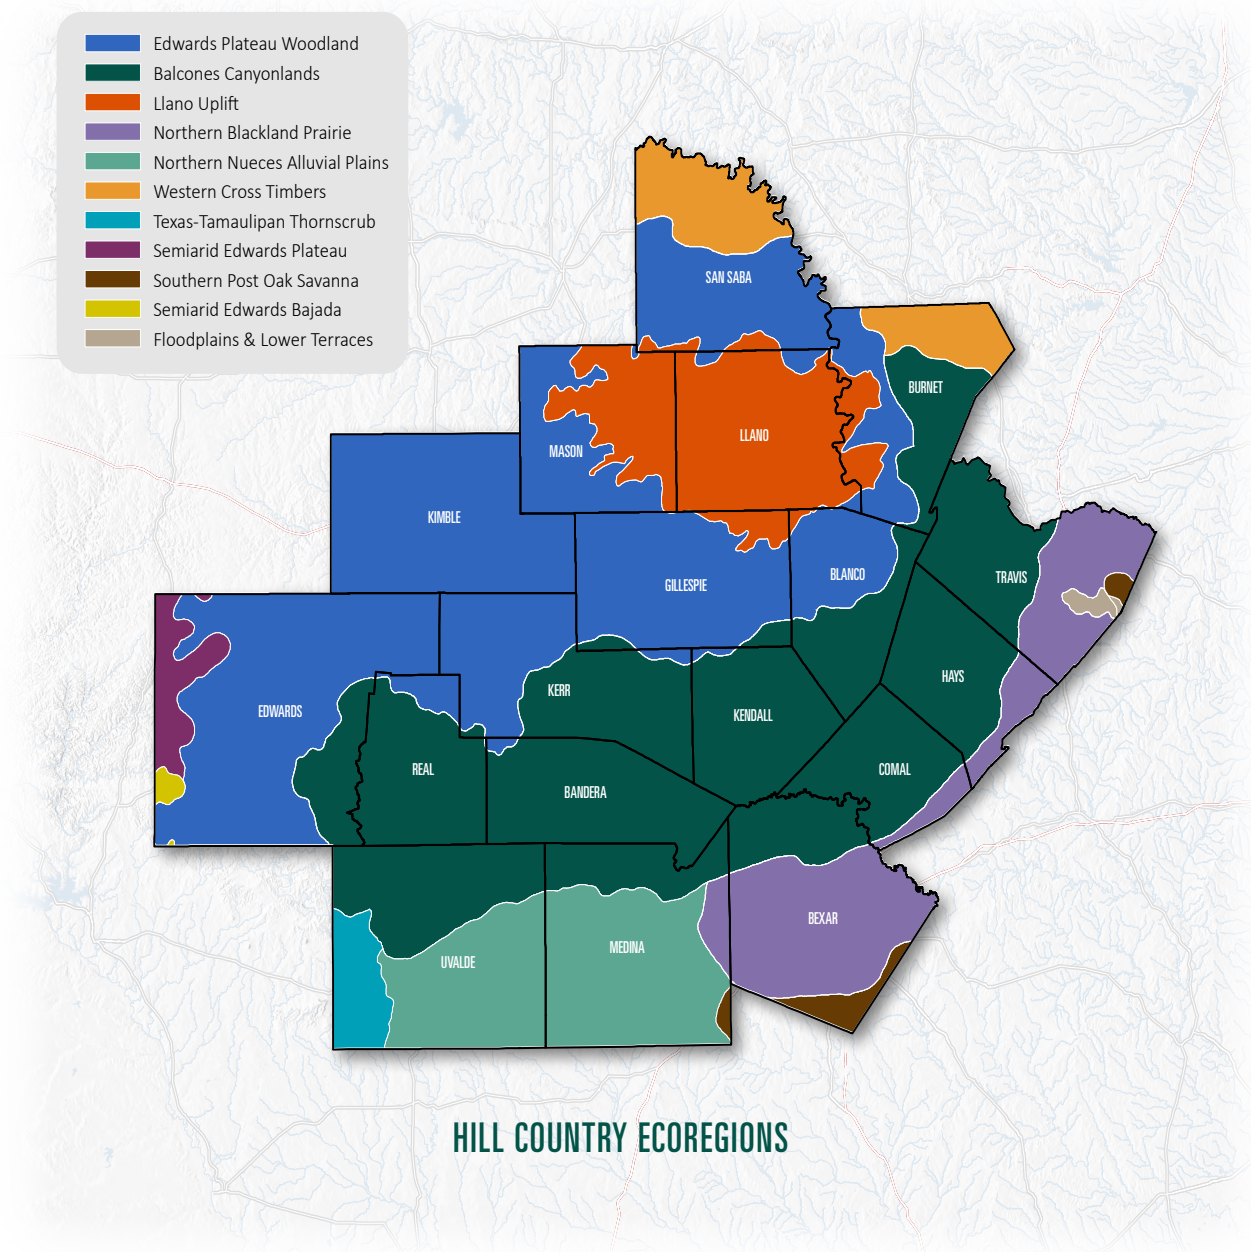 Edwards Plateau Woodland
Balcones Canyonlands
Llano Uplift
Northern Blackland Prairie
Northern Nueces Alluvial Plains
Western Cross Timbers
Texas-Tamaulipan Thornscrub
Semiarid Edwards Plateau
Southern Post Oak Savanna
Semiarid Edwards Bajada
Floodplains & Lower Terraces
SAN SABA
BURNET
LLANO
MASON
KIMBLE
GILLESPIE
BLANCO
TRAVIS
HAYS
KERR
EDWARDS
KENDALL
REAL
COMAL
BANDERA
BEXAR
MEDINA
UVALDE
HILL COUNTRY ECOREGIONS